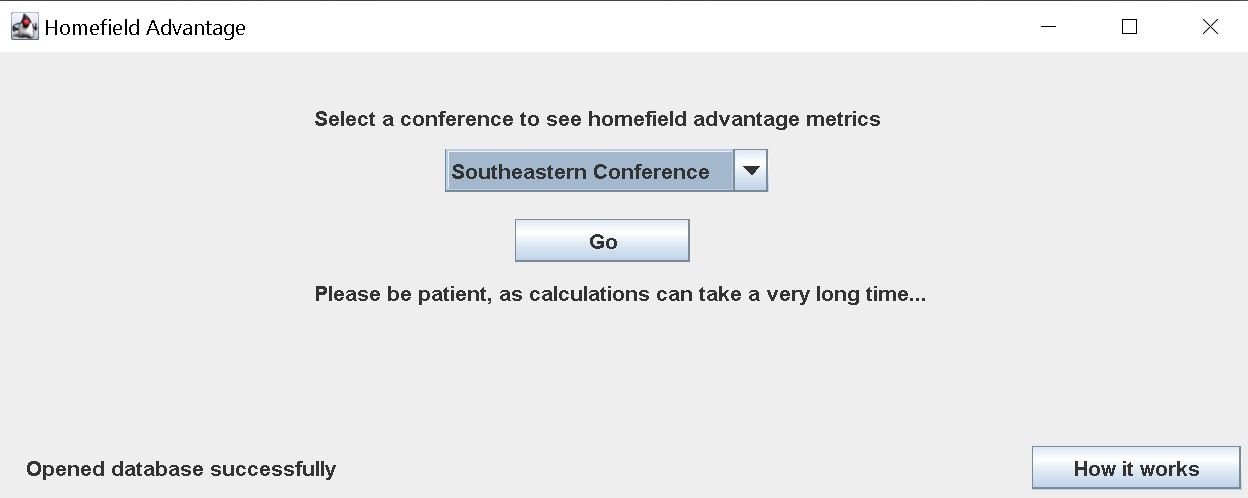 Homefield Advantage
Select a conference to see homefield advantage metrics
Southeastern Conference
Go
Please be patient, as calculations can take a very long time...
Opened database successfully
How it works